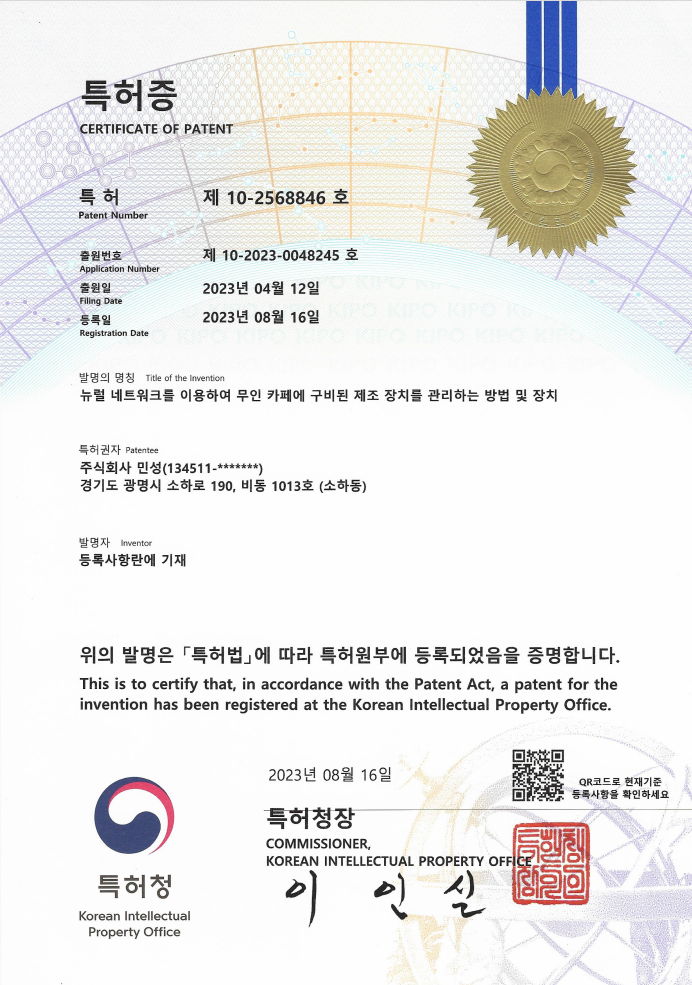 특허증
CERTIFICATE OF PATENT
특 허
Patent Number
제 10-2568846 호
출원번호
Application Number
제 10-2023-0048245 호
출원일
Filing Date
2023년 04월 12일
등록일
Registration Date
2023년 08월 16일
발명의 명칭 Title of the Invention
뉴럴 네트워크를 이용하여 무인 카페에 구비된 제조 장치를 관리하는 방법 및 장치
특허권자 Patentee
주식회사 민성(134511-*******)
경기도 광명시 소하로 190, 비동 1013호 (소하동)
발명자 Inventor
등록사항란에 기재
위의 발명은 「특허법」에 따라 특허원부에 등록되었음을 증명합니다.
This is to certify that, in accordance with the Patent Act, a patent for the
invention has been registered at the Korean Intellectual Property Office.
2023년 08월 16일
QR코드로 현재기준
등록사항을 확인하세요
특허청장
COMMISSIONER,
KOREAN INTELLECTUAL PROPERTY OFFICE
이 인 실
특허청
Korean Intellectual
Property Office
KIPO KIPO KIPO KIPO